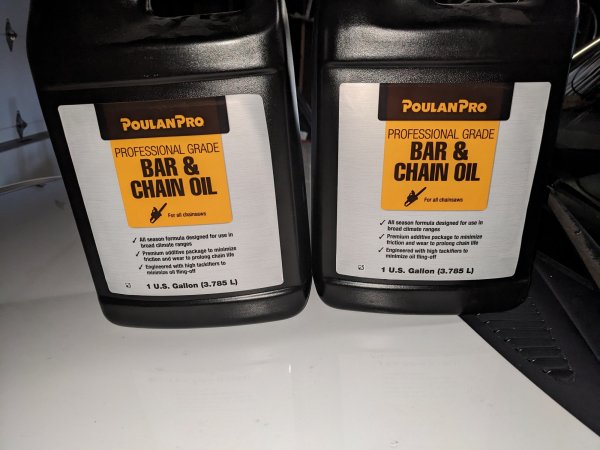 POULANPRO
PROFESSIONAL GRADE
BAR &
CHAIN OIL
For all chainsaws
✓ All season formula designed for use in
broad climate ranges
✓ Premium additive package to minimize
friction and wear to prolong chain life
✓ Engineered with high tackifiers to
minimize oil fling-off
1 U.S. Gallon (3.785 L)
POULANPRO
PROFESSIONAL GRADE
BAR &
CHAIN OIL
For all chainsaws
✓ All season formula designed for use in
broad climate ranges
✓ Premium additive package to minimize
friction and wear to prolong chain life
✓ Engineered with high tackifiers to
minimize oil fling-off
1 U.S. Gallon (3.785 L)